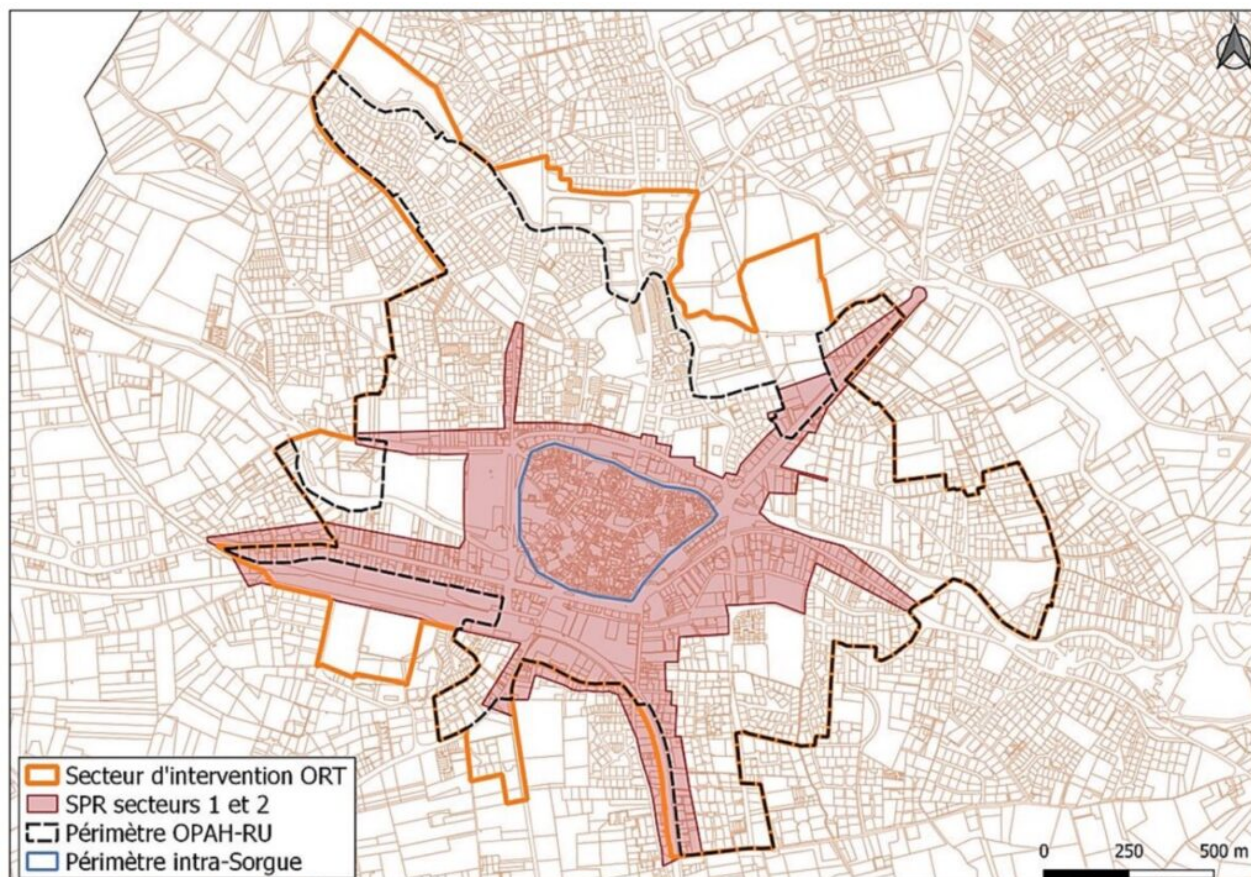 N
Secteur d'intervention ORT
SPR secteurs 1 et 2
Périmètre OPAH-RU
Périmètre intra-Sorgue
0 250 500 m